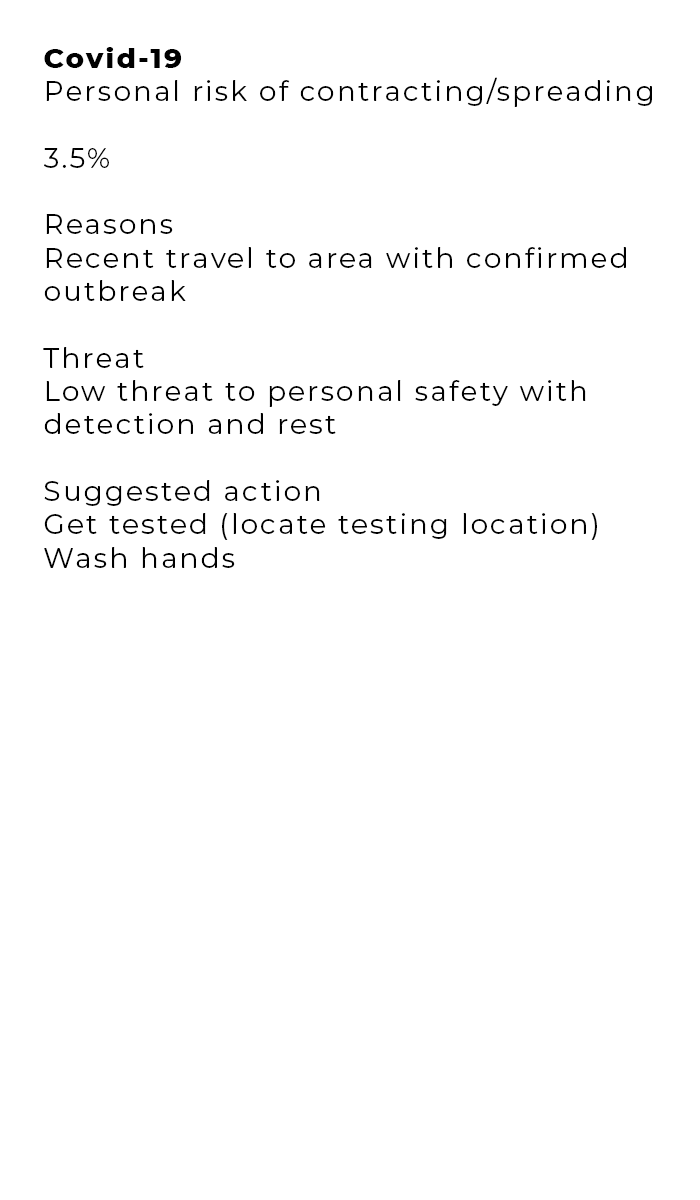 Covid-19
Personal risk of contracting/spreading
3.5%
Reasons
Recent travel to area with confirmed
outbreak
Threat
Low threat to personal safety with
detection and rest
Suggested action
Get tested (locate testing location)
Wash hands